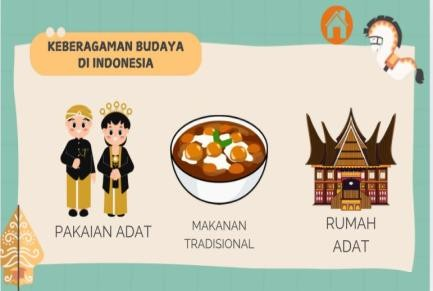 KEBERAGAMAN BUDAYA
DI INDONESIA
PAKAIAN ADAT
MAKANAN
TRADISIONAL
RUMAH
ADAT